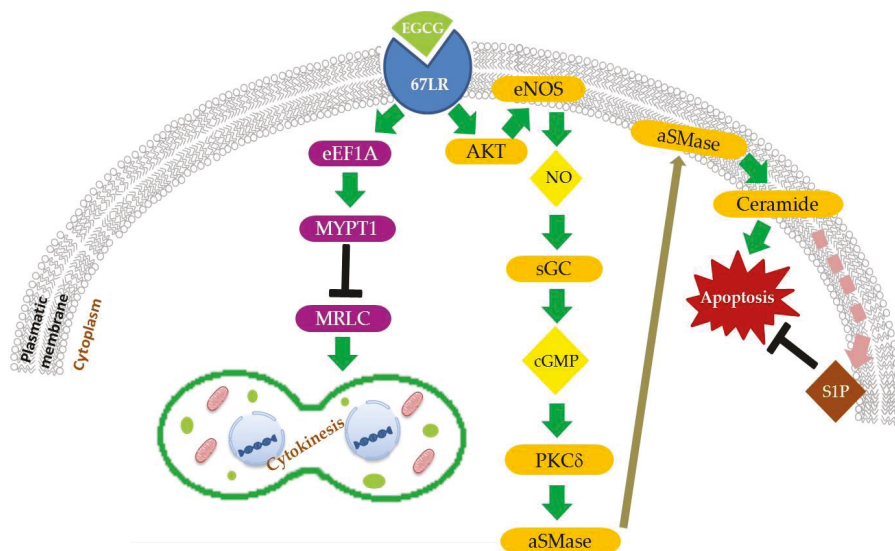 EGCG
67LR
eNOS
aSMase
eEF1A
AKT
NO
Ceramide
MYPT1
sGC
Apoptosis
MRLC
Plasmatic
membrane
Cytoplasm
cGMP
S1P
Cytokinesis
PKCδ
aSMase